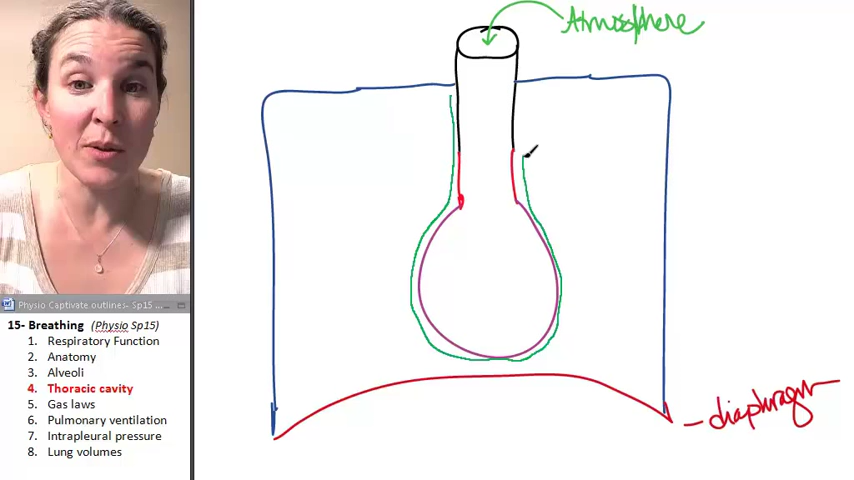 Atmosphere
Physio Captivate outlines- Sp15 ...
15- Breathing (Physio Sp15)
1. Respiratory Function
2. Anatomy
3. Alveoli
4. Thoracic cavity
5. Gas laws
6. Pulmonary ventilation
7. Intrapleural pressure
8. Lung volumes
diaphragm